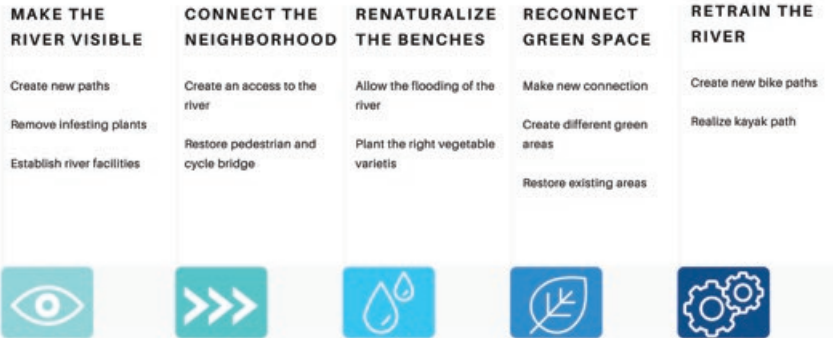 MAKE THE
RIVER VISIBLE
Create new paths
Remove infesting plants
Establish river facilities
CONNECT THE
NEIGHBORHOOD
Create an access to the
river
Restore pedestrian and
cycle bridge
RENATURALIZE
THE BENCHES
Allow the flooding of the
river
Plant the right vegetable
varietis
RECONNECT
GREEN SPACE
Make new connection
Create different green
areas
Restore existing areas
RETRAIN THE
RIVER
Create new bike paths
Realize kayak path